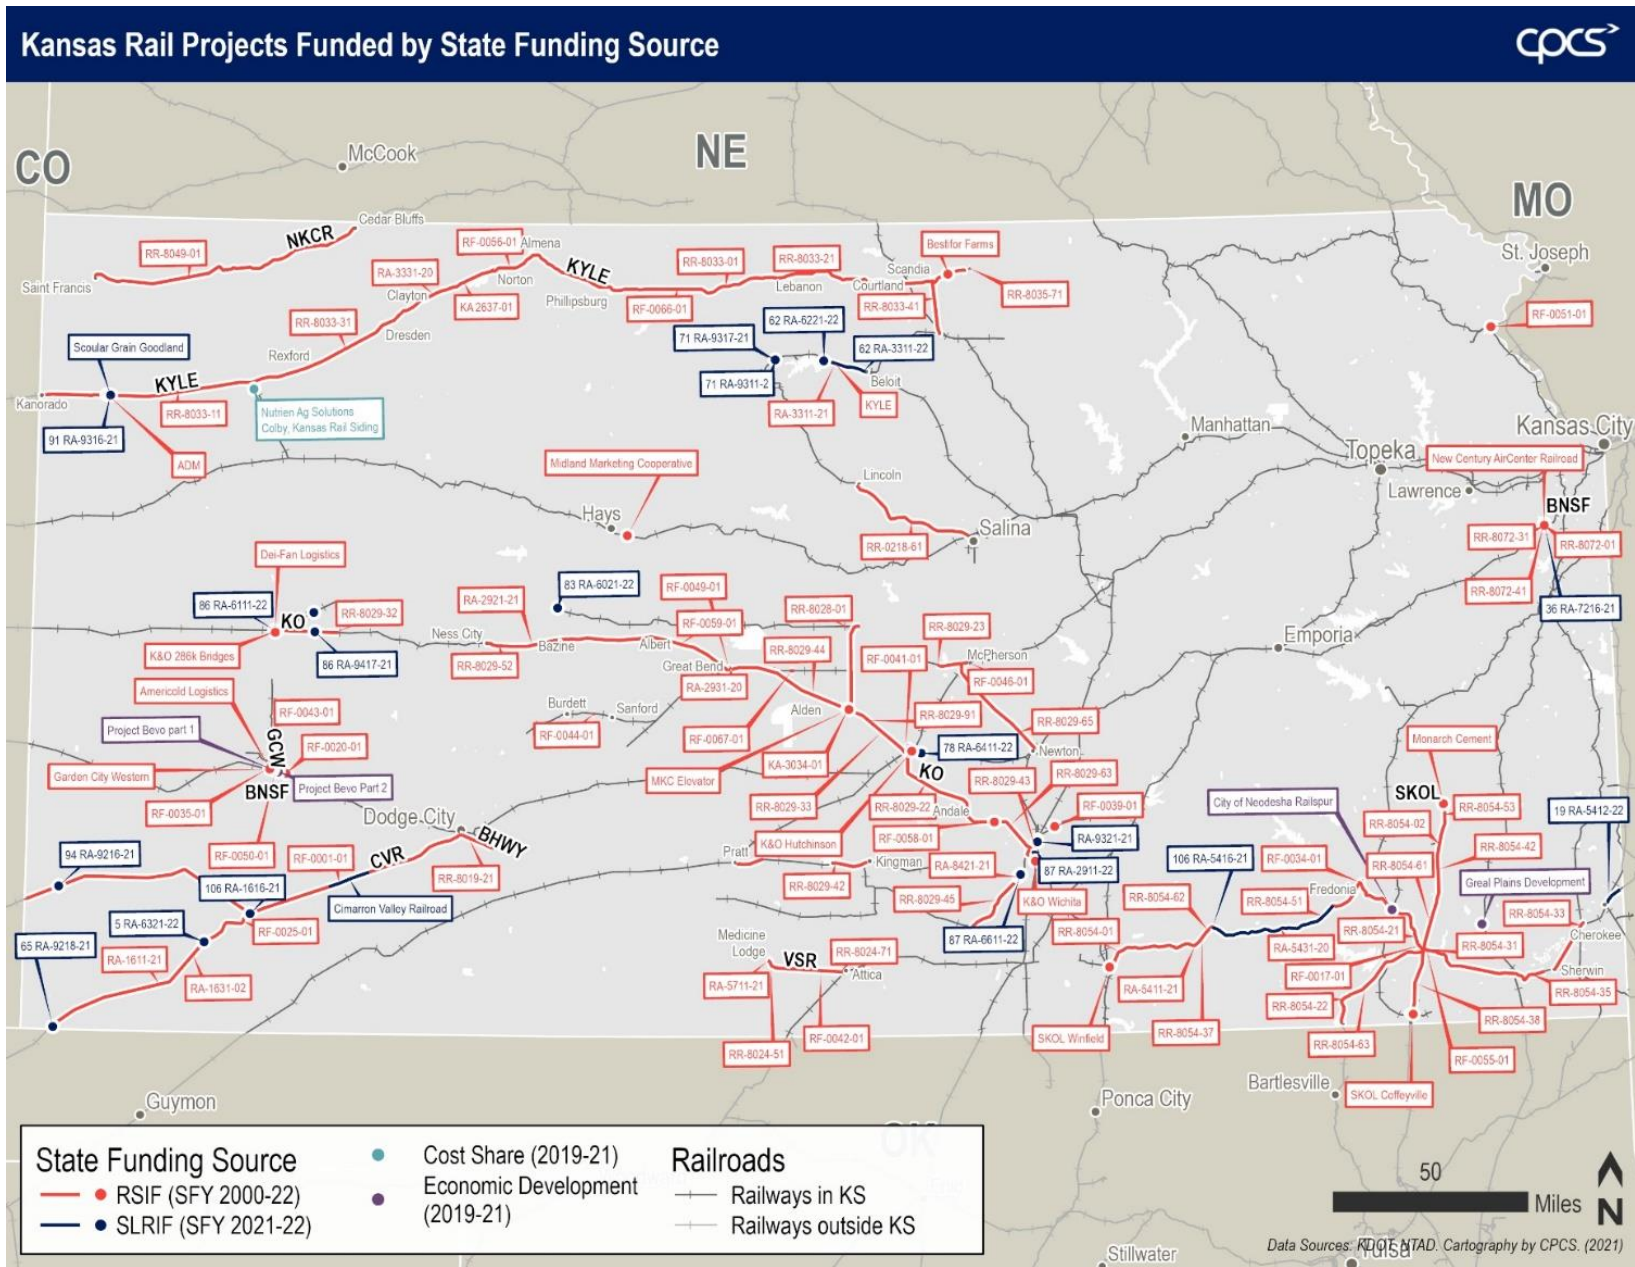 Kansas Rail Projects Funded by State Funding Source
cpcs
CO
McCook
NE
MO
Cedar Bluffs
NKCR
RR-8049-01
Saint Francis
RF-0056-01
Almena
RA-3331-20
Clayton
Norton
KYLE
KA 2637-01
Phillipsburg
RR-8033-01
RF-0066-01
RR-8033-21
Lebanon
Courtland
Scandia
Bestifor Farms
RR-8033-41
RR-8035-71
St. Joseph
RF-0051-01
RR-8033-31
Dresden
Rexford
Scoular Grain Goodland
KYLE
Kanorado
RR-8033-11
91 RA-9316-21
ADM
Nutrien Ag Solutions
Colby, Kansas Rail Siding
71 RA-9317-21
62 RA-6221-22
62 RA-3311-22
71 RA-9311-2
Beloit
RA-3311-21
KYLE
Manhattan
Kansas City
Topeka
New Century AirCenter Railroad
Lawrence
BNSF
RR-8072-31
RR-8072-01
RR-8072-41
36 RA-7216-21
Midland Marketing Cooperative
Hays
Lincoln
Salina
RR-0218-61
Dei-Fan Logistics
86 RA-6111-22
KO
RR-8029-32
K&O 286k Bridges
86 RA-9417-21
83 RA-6021-22
RA-2921-21
RF-0049-01
RF-0059-01
Ness City
Bazine
Albert
RR-8029-52
Great Bend
RA-2931-20
RR-8028-01
RR-8029-44
RF-0041-01
RR-8029-23
McPherson
RF-0046-01
Emporia
Americold Logistics
RF-0043-01
Project Bevo part 1
GCW
RF-0020-01
Garden City Western
Project Bevo Part 2
BNSF
RF-0035-01
RF-0050-01
Burdett
Sanford
RF-0044-01
Alden
RF-0067-01
MKC Elevator
KA-3034-01
RR-8029-91
RR-8029-65
78 RA-6411-22
Newton
KO
RR-8029-43
RR-8029-63
RR-8029-33
RR-8029-22
Andale
RF-0039-01
K&O Hutchinson
RF-0058-01
RA-9321-21
Dodge City
BHWY
CVR
RF-0001-01
RR-8019-21
94 RA-9216-21
106 RA-1616-21
Cimarron Valley Railroad
5 RA-6321-22
RF-0025-01
65 RA-9218-21
RA-1611-21
RA-1631-02
Pratt
Kingman
RR-8029-42
RA-8421-21
87 RA-2911-22
RR-8029-45
K&O Wichita
87 RA-6611-22
Medicine
Lodge
VSR
RR-8024-71
Attica
RA-5711-21
RR-8024-51
RF-0042-01
Monarch Cement
SKOL
RR-8054-53
RR-8054-02
RR-8054-42
City of Neodesha Railspur
19 RA-5412-22
106 RA-5416-21
RF-0034-01
RR-8054-61
Great Plains Development
Fredonia
RR-8054-62
RR-8054-51
RR-8054-21
RR-8054-33
Cherokee
RR-8054-01
RA-5431-20
RR-8054-31
RF-0017-01
Sherwin
RA-5411-21
RR-8054-22
RR-8054-35
RR-8054-38
SKOL Winfield
RR-8054-37
RR-8054-63
RF-0055-01
SKOL Coffeyville
Bartlesville
Ponca City
Guymon
OK
Stillwater
Tulsa
State Funding Source
RSIF (SFY 2000-22)
SLRIF (SFY 2021-22)
Cost Share (2019-21)
Economic Development
(2019-21)
Railroads
Railways in KS
Railways outside KS
50
Miles
N
Data Sources: KDOT, NTAD. Cartography by CPCS. (2021)